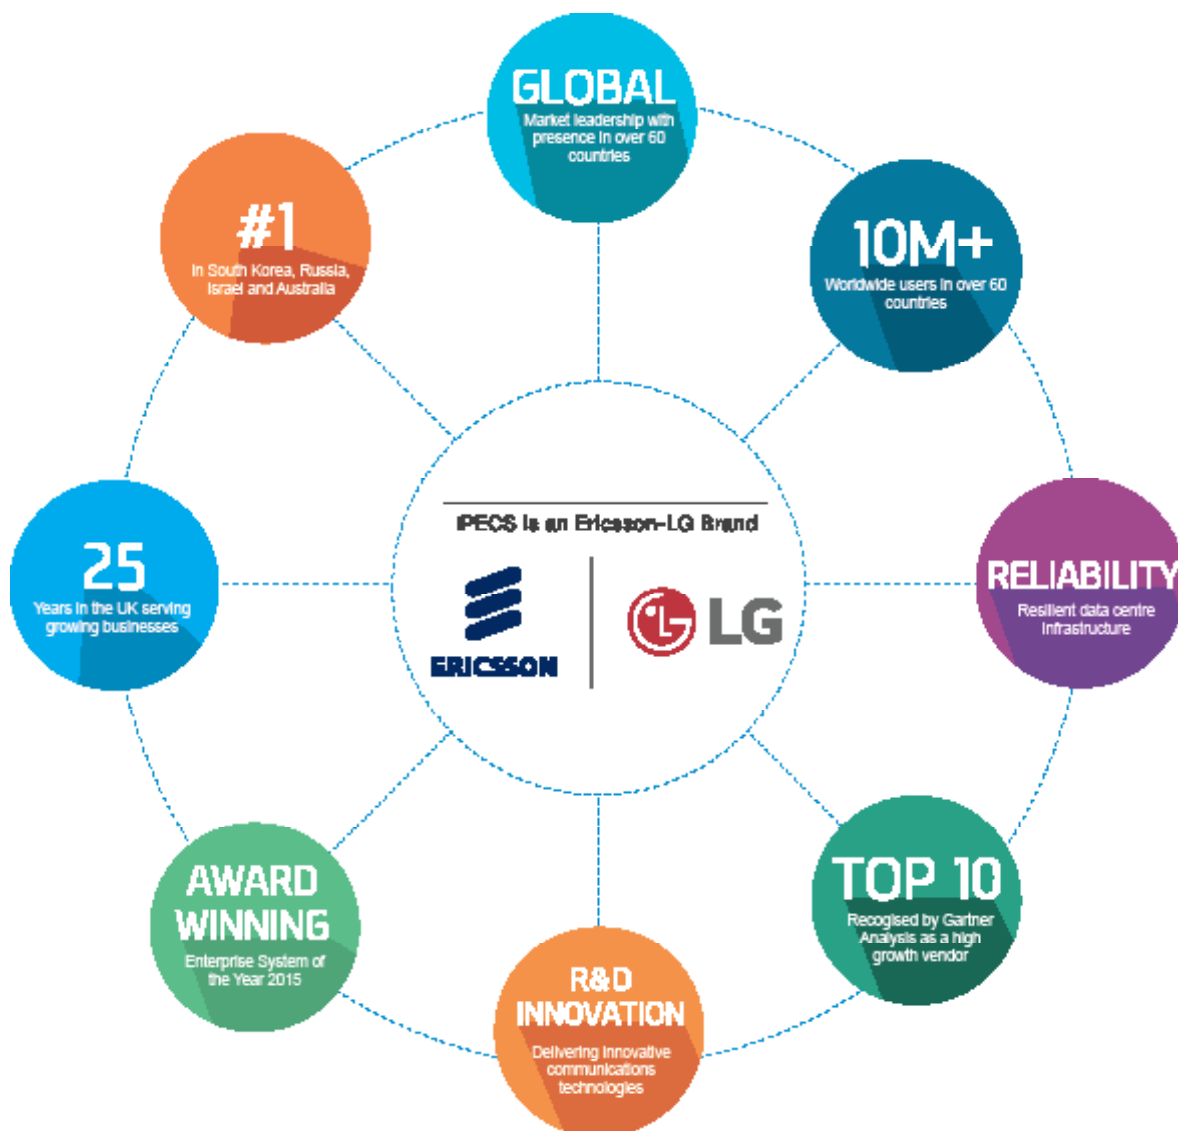 GLOBAL
Market leadership with
presence in over 60
countries
10M+
Worldwide users in over 60
countries
RELIABILITY
Resilient data centre
Infrastructure
TOP 10
Recogised by Gartner
Analysis as a high
growth vendor
R&D
INNOVATION
Delivering innovative
communications
technologies
AWARD
WINNING
Enterprise System of
the Year 2015
25
Years in the UK serving
growing businesses
#1
in South Korea, Russia,
Israel and Australia
iPECS is an Ericsson-LG Brand
ERICSSON
LG
LG